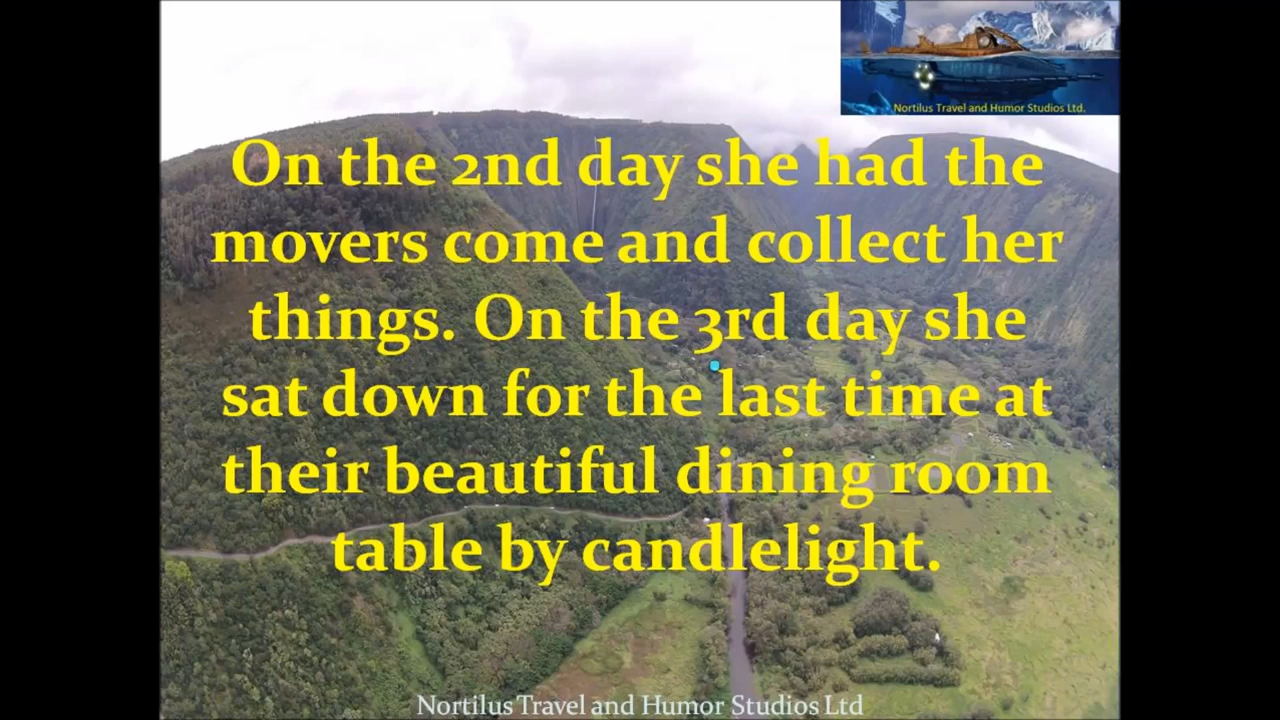 Nortilus Travel and Humor Studios Ltd.
On the 2nd day she had the
movers come and collect her
things. On the 3rd day she
sat down for the last time at
their beautiful dining room
table by candlelight.
Nortilus Travel and Humor Studios Ltd